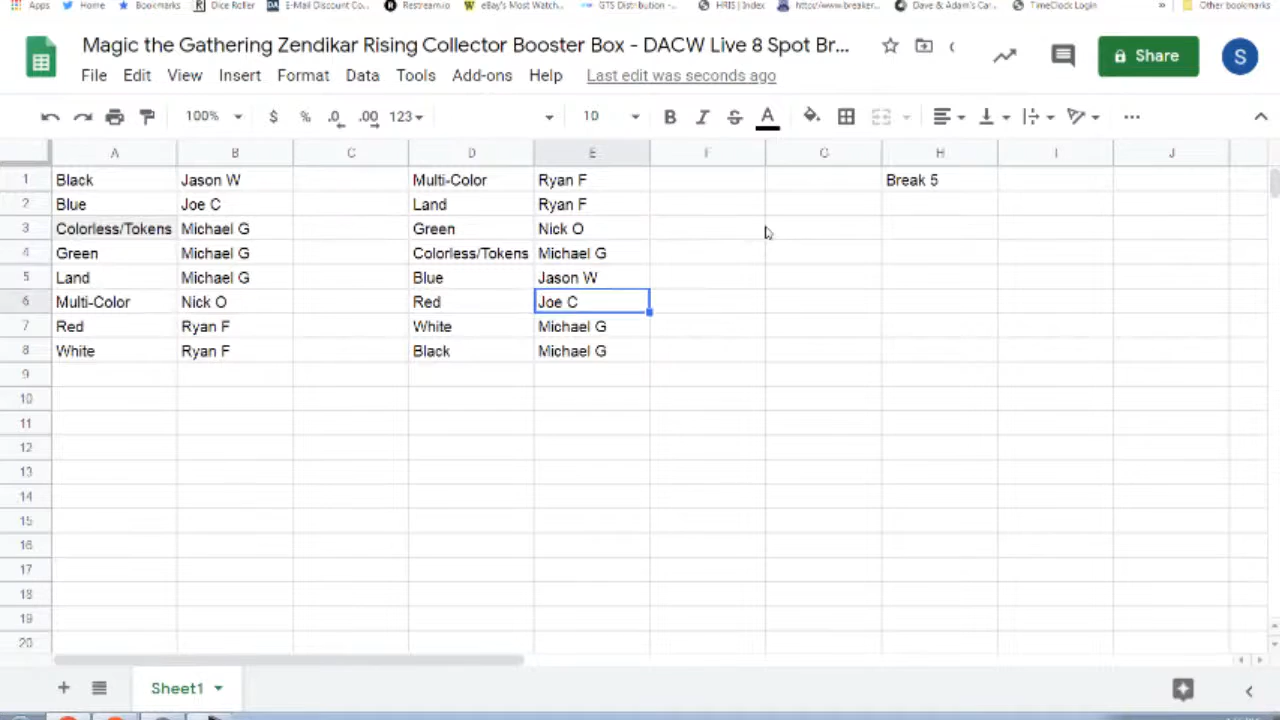 Apps Home Bookmarks Dice Roller E-Mail Discount Co... Restream.io eBay's Most Watch... GTS Distribution -... HRIS | Index http://www.breaker... Dave & Adam's Car... TimeClock Login » Other bookmarks
Magic the Gathering Zendikar Rising Collector Booster Box - DACW Live 8 Spot Br...
File Edit View Insert Format Data Tools Add-ons Help Last edit was seconds ago
Share
S
100% $ % .0 .00 123 10 B I S A
A B C D E F G H I J
1 Black Jason W Multi-Color Ryan F Break 5
2 Blue Joe C Land Ryan F
3 Colorless/Tokens Michael G Green Nick O
4 Green Michael G Colorless/Tokens Michael G
5 Land Michael G Blue Jason W
6 Multi-Color Nick O Red Joe C
7 Red Ryan F White Michael G
8 White Ryan F Black Michael G
9
10
11
12
13
14
15
16
17
18
19
20
Sheet1